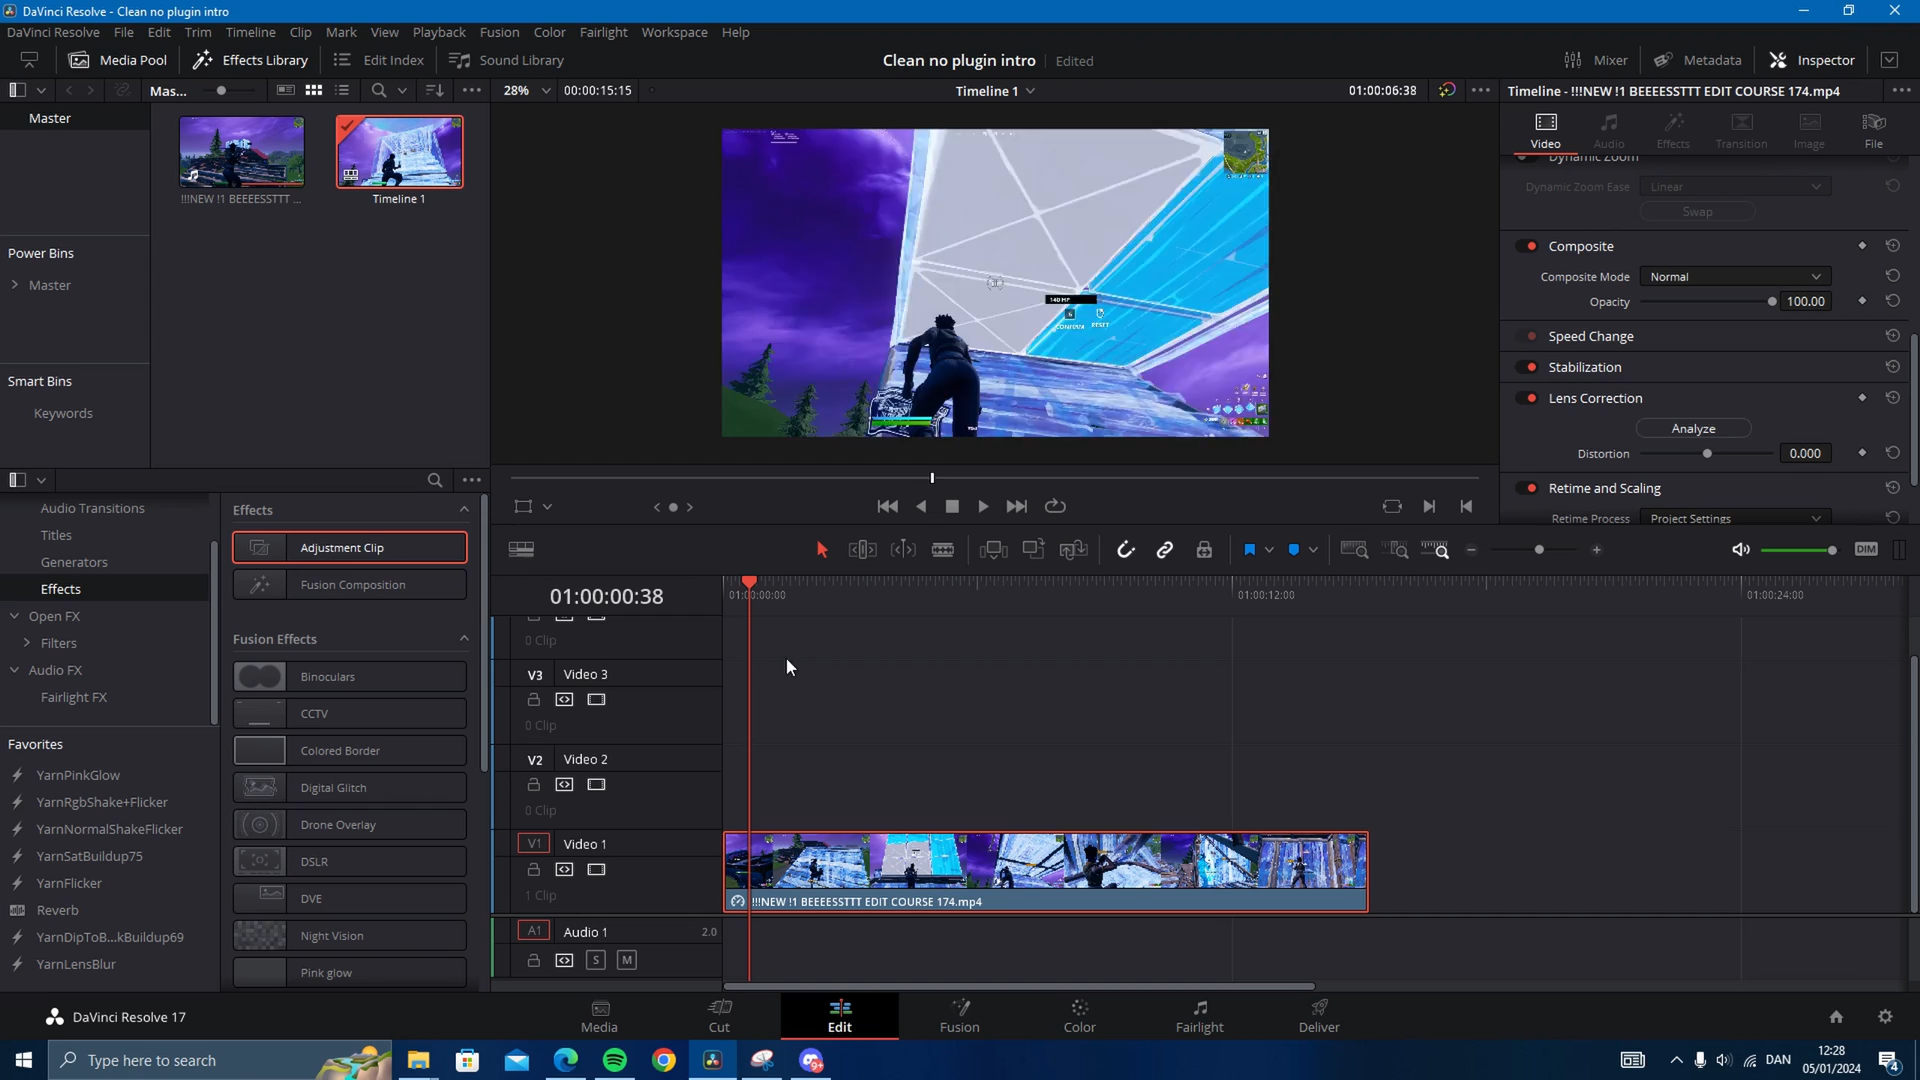 DaVinci Resolve - Clean no plugin intro
DaVinci Resolve File Edit Trim Timeline Clip Mark View Playback Fusion Color Fairlight Workspace Help
Media Pool Effects Library Edit Index Sound Library Clean no plugin intro Edited Mixer Metadata Inspector
Mas... 28% 00:00:15:15 Timeline 1 01:00:06:38 Timeline - !!!NEW !1 BEEEESSTTT EDIT COURSE 174.mp4
Master
!!!NEW !1 BEEEESSTTT ... Timeline 1
Power Bins
Master
Smart Bins
Keywords
140 HP
CONFIRM RESET
Video Audio Effects Transition Image File
Dynamic Zoom
Dynamic Zoom Ease Linear
Swap
Composite
Composite Mode Normal
Opacity 100.00
Speed Change
Stabilization
Lens Correction
Analyze
Distortion 0.000
Retime and Scaling
Retime Process Project Settings
Audio Transitions
Titles
Generators
Effects
Open FX
Filters
Audio FX
Fairlight FX
Favorites
YarnPinkGlow
YarnRgbShake+Flicker
YarnNormalShakeFlicker
YarnSatBuildup75
YarnFlicker
Reverb
YarnDipToB...kBuildup69
YarnLensBlur
Effects
Adjustment Clip
Fusion Composition
Fusion Effects
Binoculars
CCTV
Colored Border
Digital Glitch
Drone Overlay
DSLR
DVE
Night Vision
Pink glow
DIM
01:00:00:38 01:00:00:00 01:00:12:00 01:00:24:00
0 Clip
V3 Video 3
0 Clip
V2 Video 2
0 Clip
V1 Video 1
1 Clip
!!!NEW !1 BEEEESSTTT EDIT COURSE 174.mp4
A1 Audio 1 2.0
S M
DaVinci Resolve 17
Media Cut Edit Fusion Color Fairlight Deliver
Type here to search
9+
DAN
12:28
05/01/2024
4